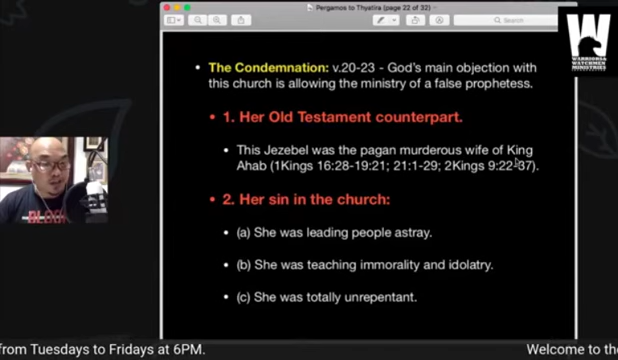 Pergamos to Thyatira (page 22 of 32)
Search
W
WARRIORS &
WATCHMEN
MINISTRIES
• The Condemnation: v.20-23 - God's main objection with
this church is allowing the ministry of a false prophetess.
• 1. Her Old Testament counterpart.
• This Jezebel was the pagan murderous wife of King
Ahab (1Kings 16:28-19:21; 21:1-29; 2Kings 9:22-37).
• 2. Her sin in the church:
• (a) She was leading people astray.
• (b) She was teaching immorality and idolatry.
• (c) She was totally unrepentant.
from Tuesdays to Fridays at 6PM.
Welcome to the